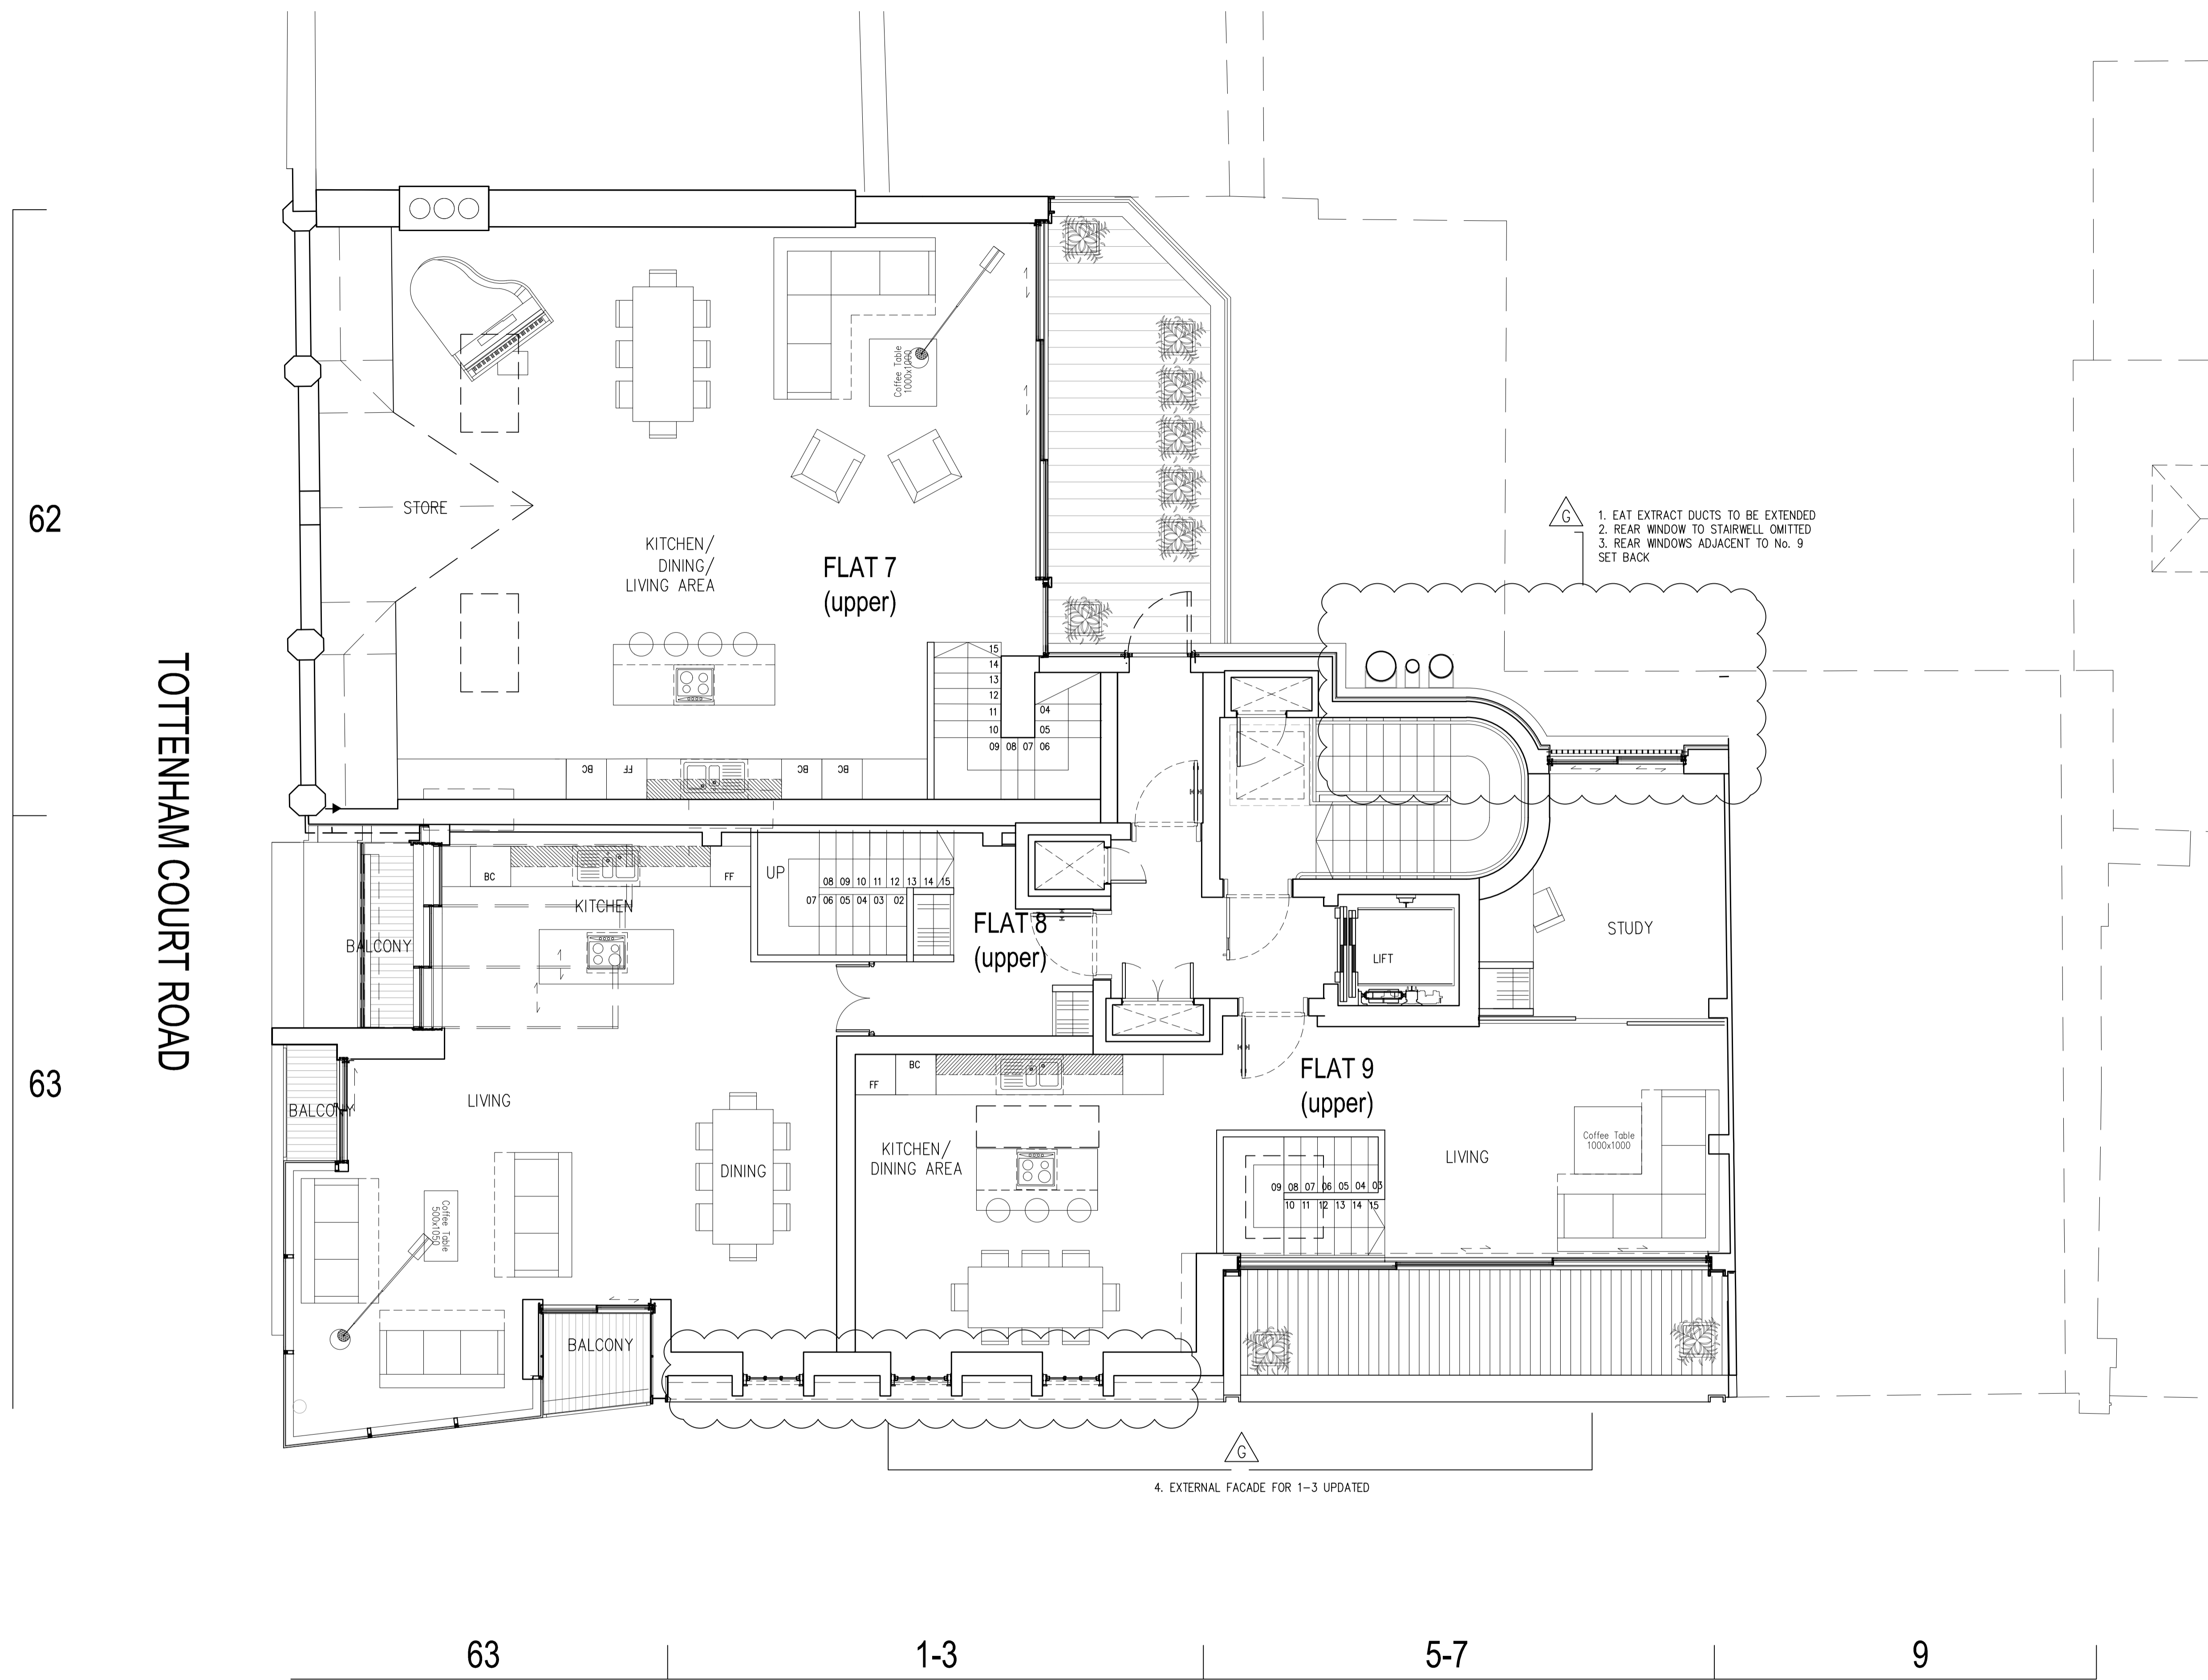 62
63
TOTTENHAM COURT ROAD
STORE
KITCHEN/
DINING/
LIVING AREA
FLAT 7
(upper)
Coffee Table
1000x1000
15
14
13
12
11
10
09 08 07 06
05
04
BC
FF
BC
BC
G
1. EAT EXTRACT DUCTS TO BE EXTENDED
2. REAR WINDOW TO STAIRWELL OMITTED
3. REAR WINDOWS ADJACENT TO No. 9
SET BACK
BC
FF
UP
08 09 10 11 12 13 14 15
07 06 05 04 03 02
KITCHEN
BALCONY
FLAT 8
(upper)
LIFT
STUDY
BALCONY
LIVING
DINING
Coffee Table
500x1050
BALCONY
FF
BC
KITCHEN/
DINING AREA
FLAT 9
(upper)
LIVING
Coffee Table
1000x1000
09 08 07 06 05 04 03
10 11 12 13 14 15
G
4. EXTERNAL FACADE FOR 1-3 UPDATED
63
1-3
5-7
9